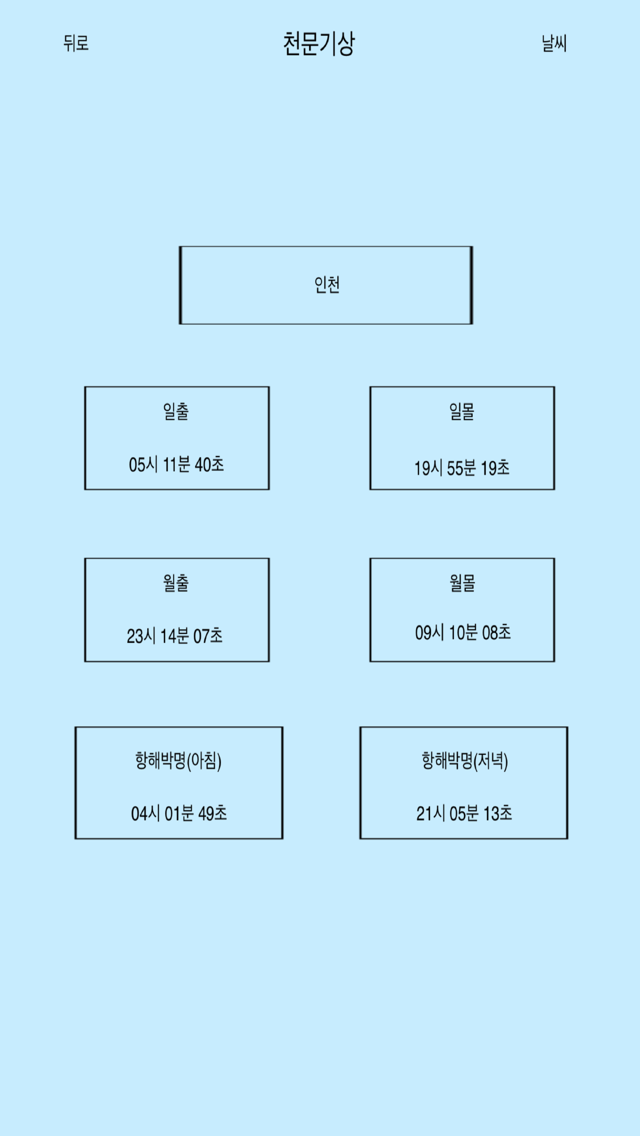 뒤로
천문기상
날씨
인천
일출
05시 11분 40초
일몰
19시 55분 19초
월출
23시 14분 07초
월몰
09시 10분 08초
항해박명(아침)
04시 01분 49초
항해박명(저녁)
21시 05분 13초